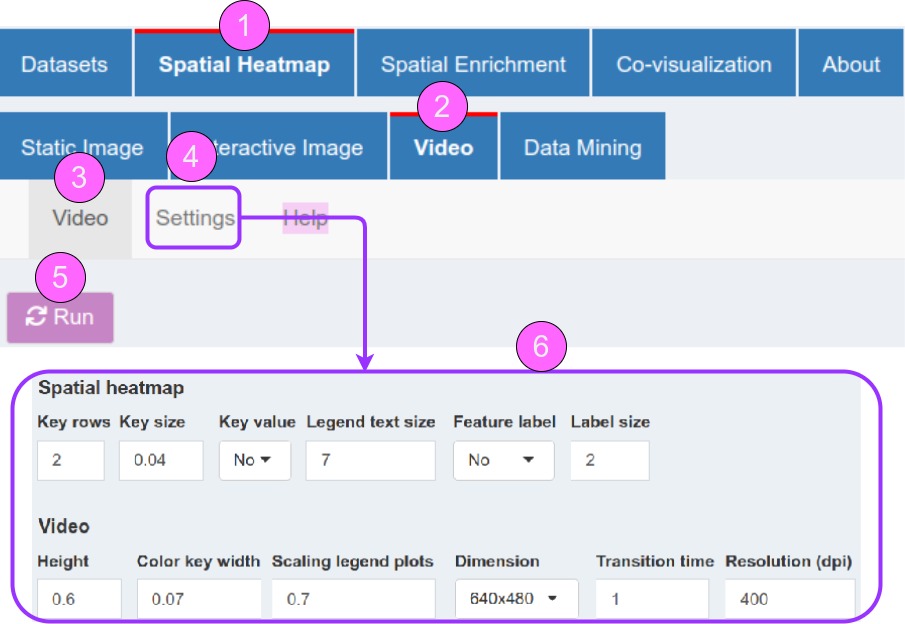 1
Datasets Spatial Heatmap Spatial Enrichment Co-visualization About
2
Static Image teractive Image Video Data Mining
4
3
Video Settings Help
5
Run
6
Spatial heatmap
Key rows Key size Key value Legend text size Feature label Label size
2 0.04 No 7 No 2
Video
Height Color key width Scaling legend plots Dimension Transition time Resolution (dpi)
0.6 0.07 0.7 640x480 1 400